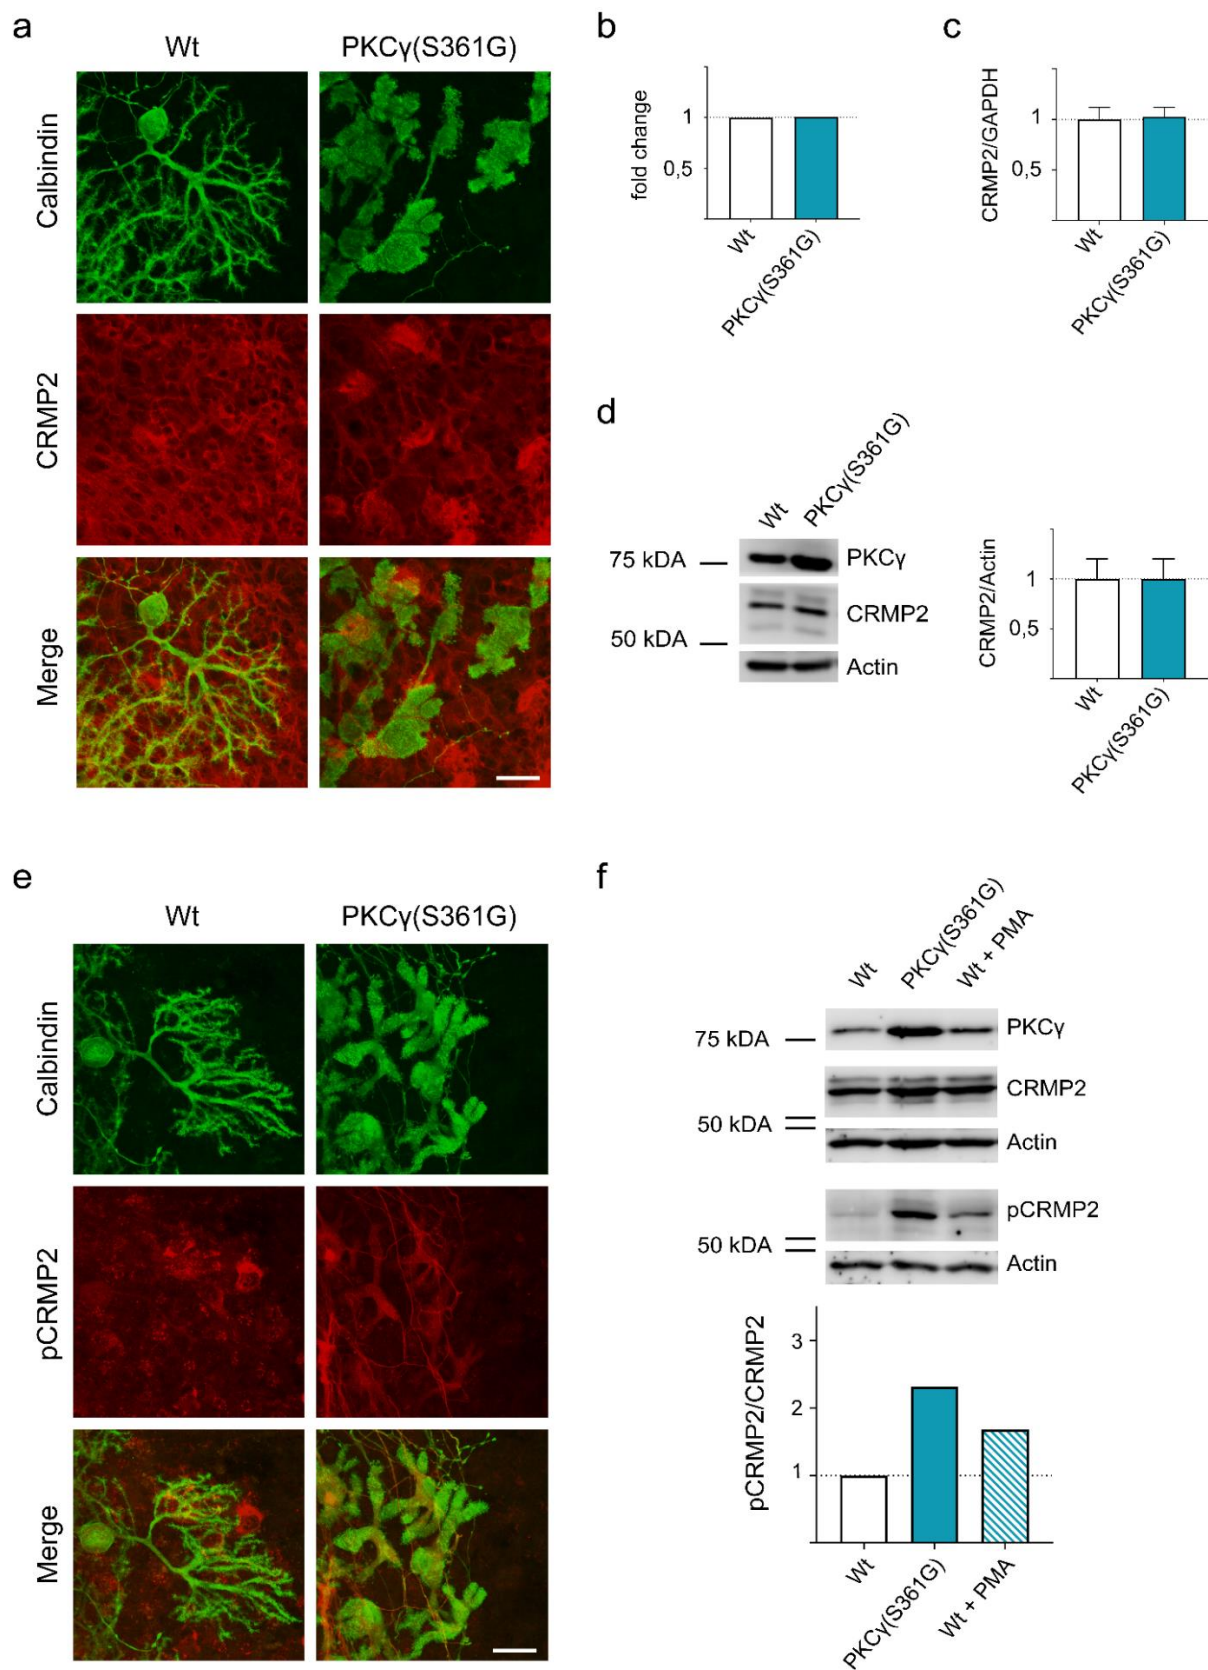 a
Wt
PKCγ(S361G)
Calbindin
CRMP2
Merge
b
fold change
1
0,5
Wt
PKCγ(S361G)
c
CRMP2/GAPDH
1
0,5
Wt
PKCγ(S361G)
d
Wt
PKCγ(S361G)
75 kDA
PKCγ
CRMP2
50 kDA
Actin
CRMP2/Actin
1
0,5
Wt
PKCγ(S361G)
e
Wt
PKCγ(S361G)
Calbindin
pCRMP2
Merge
f
Wt
PKCγ(S361G)
Wt + PMA
75 kDA
PKCγ
CRMP2
50 kDA
Actin
pCRMP2
50 kDA
Actin
pCRMP2/CRMP2
3
2
1
Wt
PKCγ(S361G)
Wt + PMA